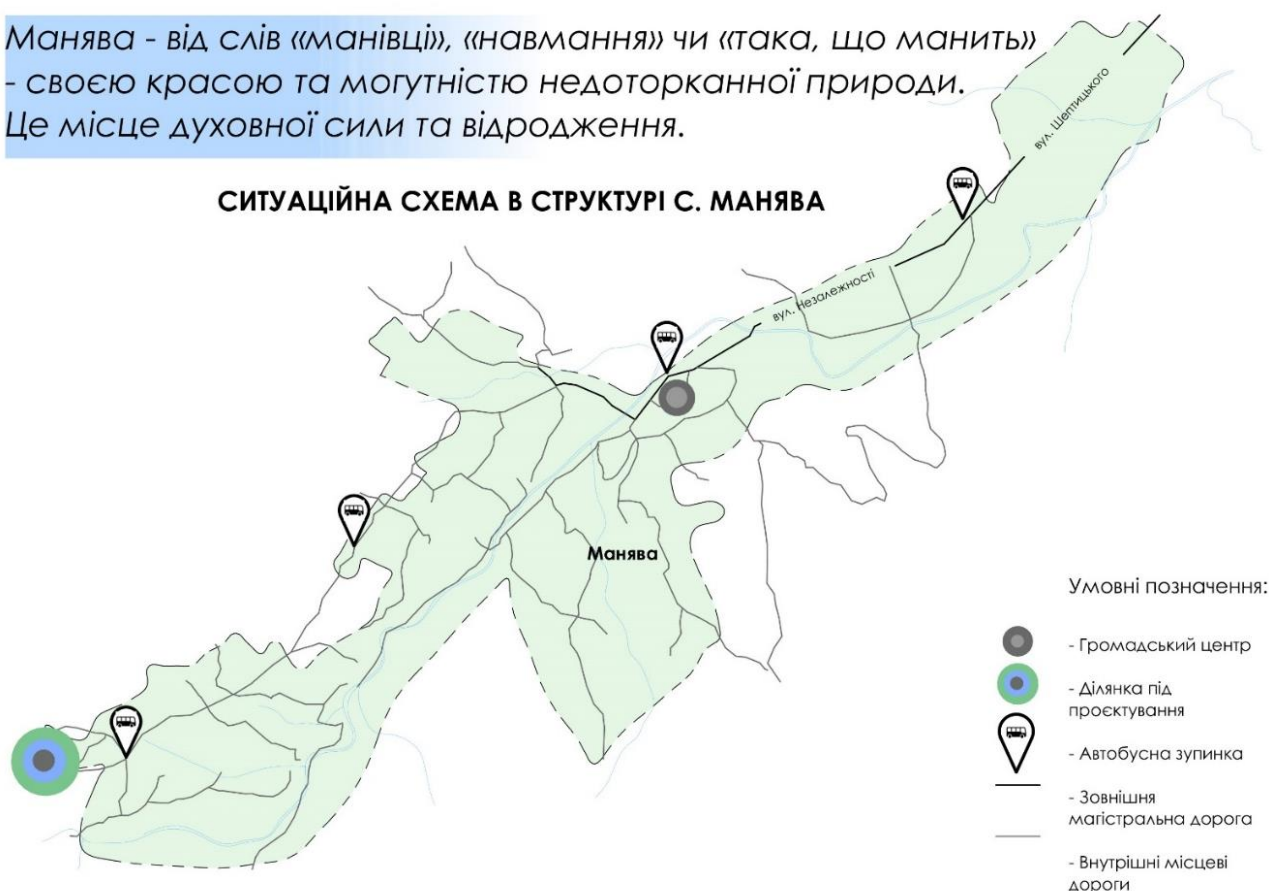 Манява - від слів «манівці», «навмання» чи «така, що манить»
- своєю красою та могутністю недоторканної природи.
Це місце духовної сили та відродження.
СИТУАЦІЙНА СХЕМА В СТРУКТУРІ С. МАНЯВА
вул. Шептицького
вул. Незалежності
Манява
Умовні позначення:
- Громадський центр
- Ділянка під
проєктування
- Автобусна зупинка
- Зовнішня
магістральна дорога
- Внутрішні місцеві
дороги